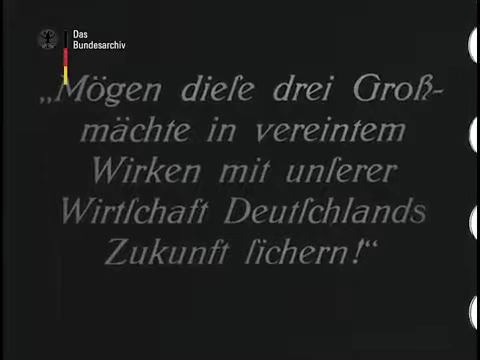 Das
Bundesarchiv
„Mögen dieſe drei Groß-
mächte in vereintem
Wirken mit unſerer
Wirtſchaft Deutſchlands
Zukunft ſichern!“